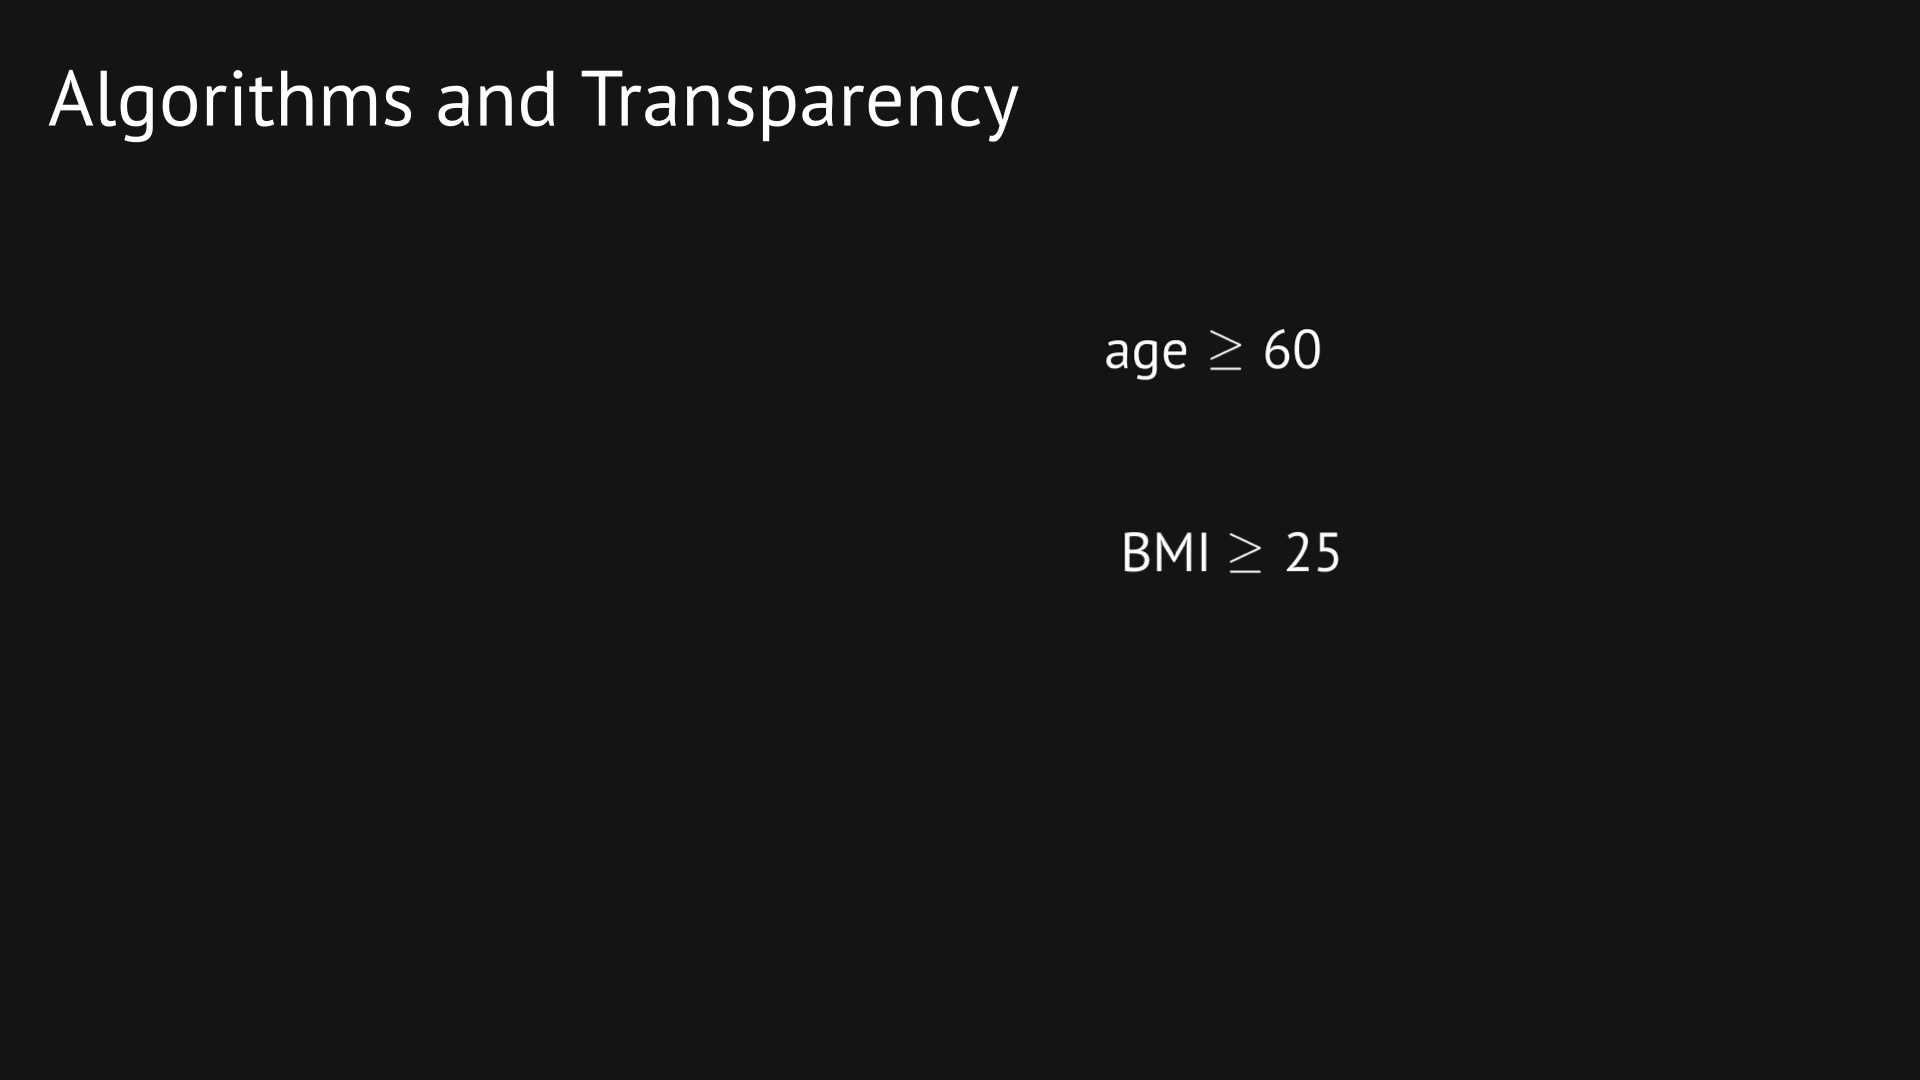 Algorithms and Transparency
age ≥ 60
BMI ≥ 25